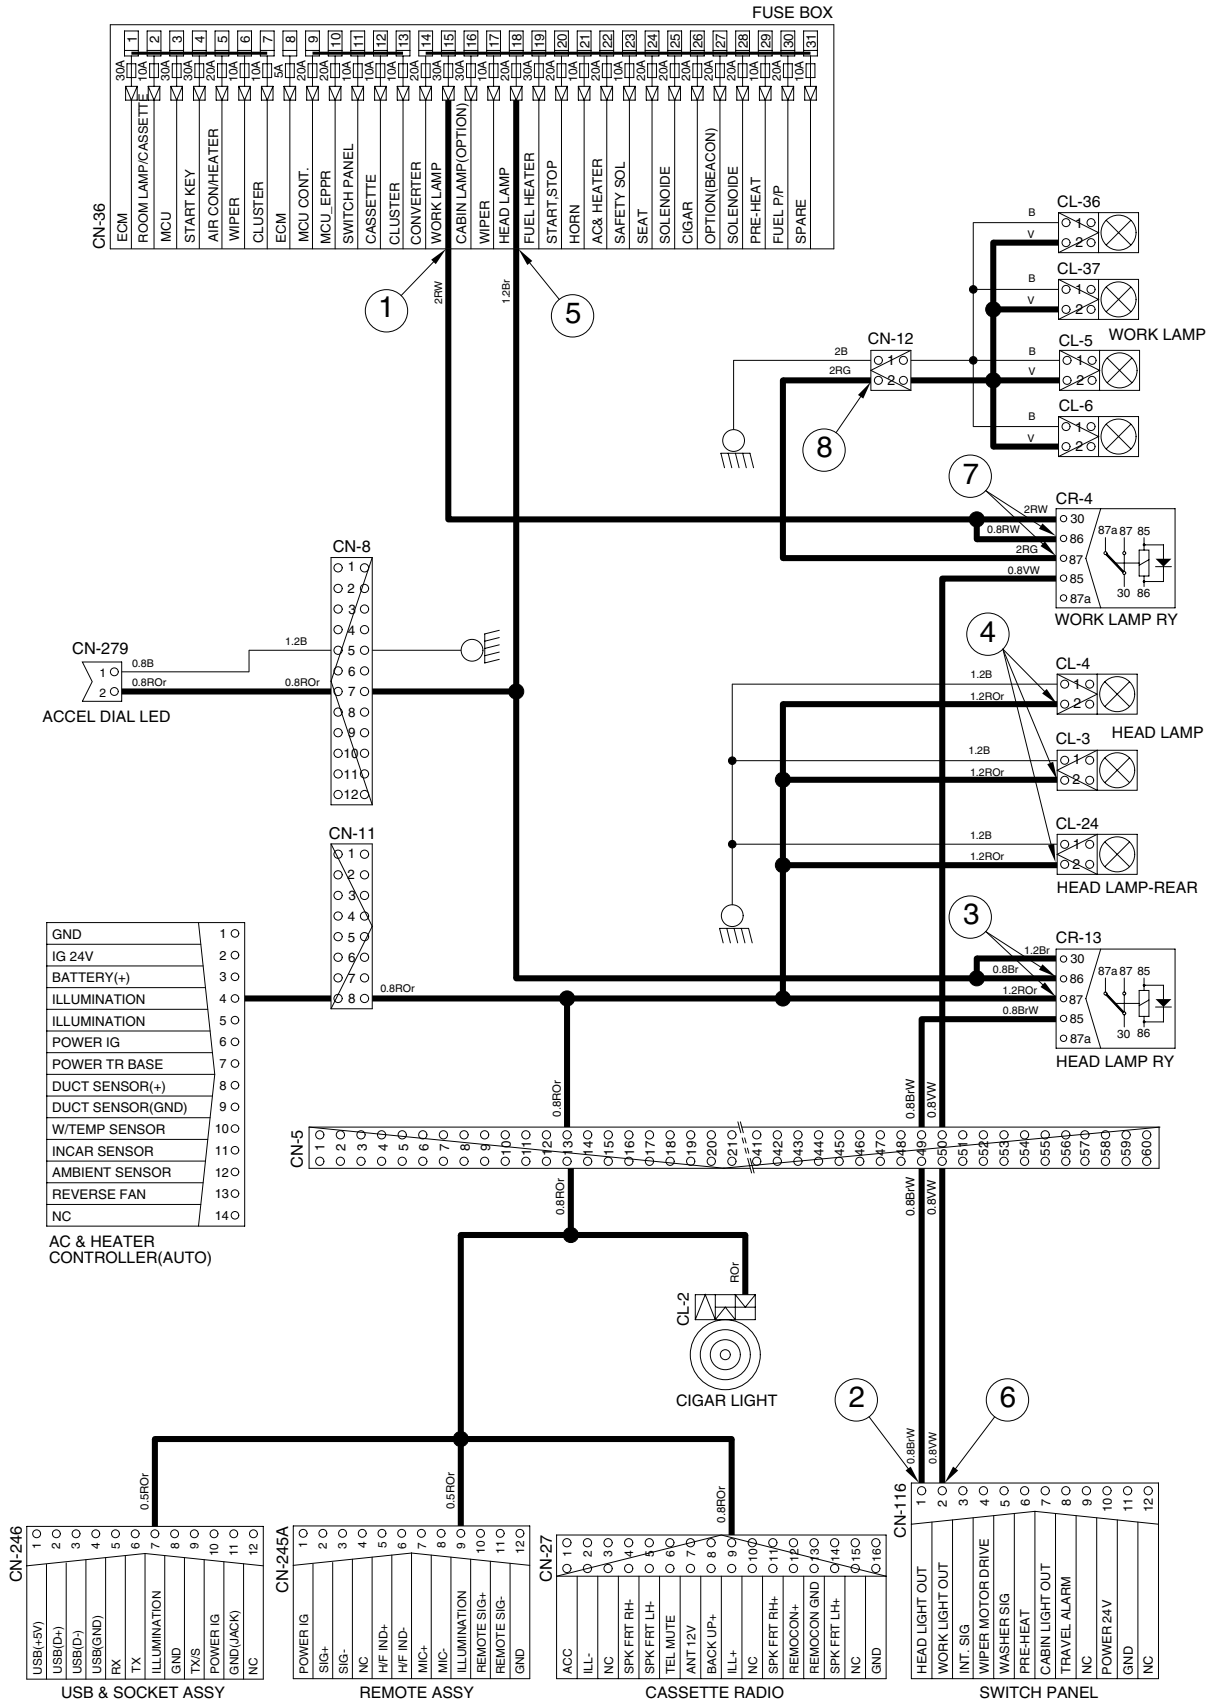 FUSE BOX
1 2 3 4 5 6 7 8 9 10 11 12 13 14 15 16 17 18 19 20 21 22 23 24 25 26 27 28 29 30 31
30A 10A 30A 30A 20A 10A 10A 5A 20A 10A 10A 10A 10A 20A 30A 30A 10A 20A 30A 10A 10A 20A 10A 20A 10A 10A 20A 20A 10A 20A 10A
CN-36
ECM
ROOM LAMP/CASSETTE
MCU
START KEY
AIR CON/HEATER
WIPER
CLUSTER
ECM
MCU CONT.
MCU_EPPR
SWITCH PANEL
CASSETTE
CLUSTER
CONVERTER
WORK LAMP
CABIN LAMP(OPTION)
WIPER
HEAD LAMP
FUEL HEATER
START,STOP
HORN
AC& HEATER
SAFETY SOL
SEAT
SOLENOIDE
CIGAR
OPTION(BEACON)
SOLENOIDE
PRE-HEAT
FUEL P/P
SPARE
1
2RW
1.2Br
5
CL-36
B 1
V 2
CL-37
B 1
V 2
WORK LAMP
CL-5
B 1
V 2
CL-6
B 1
V 2
CN-12
2B 1
2RG 2
8
7
CR-4
2RW 30
0.8RW 86
2RG 87
0.8VW 85
87a
87a 87 85
30 86
WORK LAMP RY
CN-8
1
2
3
4
5
6
7
8
9
10
11
12
CN-279
1 0.8B 1.2B
2 0.8ROr 0.8ROr
ACCEL DIAL LED
4
CL-4
1.2B 1
1.2ROr 2
HEAD LAMP
CL-3
1.2B 1
1.2ROr 2
CL-24
1.2B 1
1.2ROr 2
HEAD LAMP-REAR
CN-11
1
2
3
4
5
6
7
8
0.8ROr
3
CR-13
1.2Br 30
0.8Br 86
1.2ROr 87
0.8BrW 85
87a
87a 87 85
30 86
HEAD LAMP RY
GND 1
IG 24V 2
BATTERY(+) 3
ILLUMINATION 4
ILLUMINATION 5
POWER IG 6
POWER TR BASE 7
DUCT SENSOR(+) 8
DUCT SENSOR(GND) 9
W/TEMP SENSOR 10
INCAR SENSOR 11
AMBIENT SENSOR 12
REVERSE FAN 13
NC 14
AC & HEATER
CONTROLLER(AUTO)
0.8ROr
0.8BrW
0.8VW
CN-5
1 2 3 4 5 6 7 8 9 10 11 12 13 14 15 16 17 18 19 20 21 41 42 43 44 45 46 47 48 49 50 51 52 53 54 55 56 57 58 59 60
0.8ROr
0.8BrW
0.8VW
ROr
CL-2
CIGAR LIGHT
2
6
0.8BrW
0.8VW
0.5ROr
0.5ROr
0.8ROr
CN-246
1 2 3 4 5 6 7 8 9 10 11 12
USB(+5V)
USB(D+)
USB(D-)
USB(GND)
RX
TX
ILLUMINATION
GND
TX/S
POWER IG
GND(JACK)
NC
USB & SOCKET ASSY
CN-245A
1 2 3 4 5 6 7 8 9 10 11 12
POWER IG
SIG+
SIG-
NC
H/F IND+
H/F IND-
MIC+
MIC-
ILLUMINATION
REMOTE SIG+
REMOTE SIG-
GND
REMOTE ASSY
CN-27
1 2 3 4 5 6 7 8 9 10 11 12 13 14 15 16
ACC
ILL-
NC
SPK FRT RH-
SPK FRT LH-
TEL MUTE
ANT 12V
BACK UP+
ILL+
NC
SPK FRT RH+
REMOCON+
REMOCON GND
SPK FRT LH+
NC
GND
CASSETTE RADIO
CN-116
1 2 3 4 5 6 7 8 9 10 11 12
HEAD LIGHT OUT
WORK LIGHT OUT
INT. SIG
WIPER MOTOR DRIVE
WASHER SIG
PRE-HEAT
CABIN LIGHT OUT
TRAVEL ALARM
NC
POWER 24V
GND
NC
SWITCH PANEL